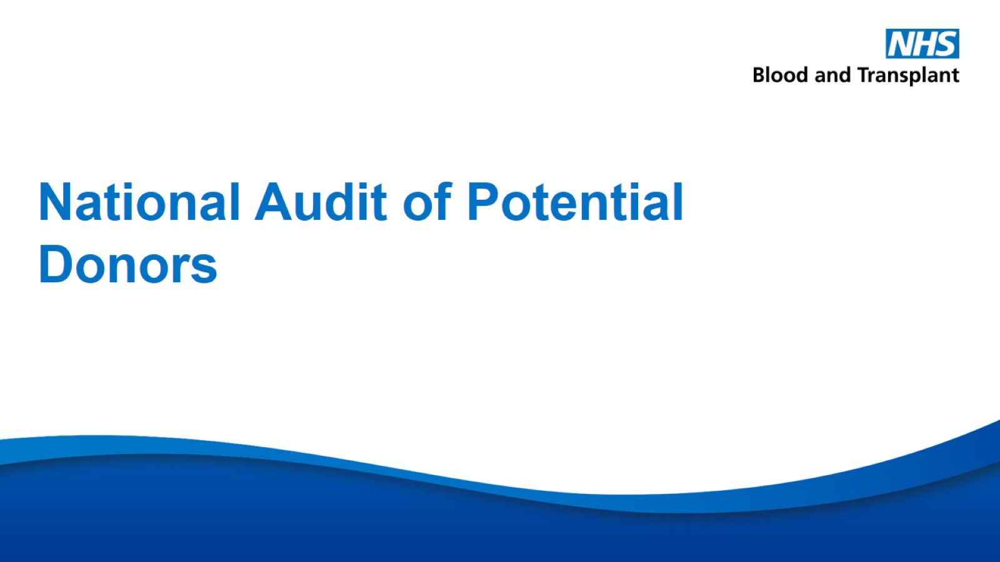 NHS
Blood and Transplant
National Audit of Potential
Donors